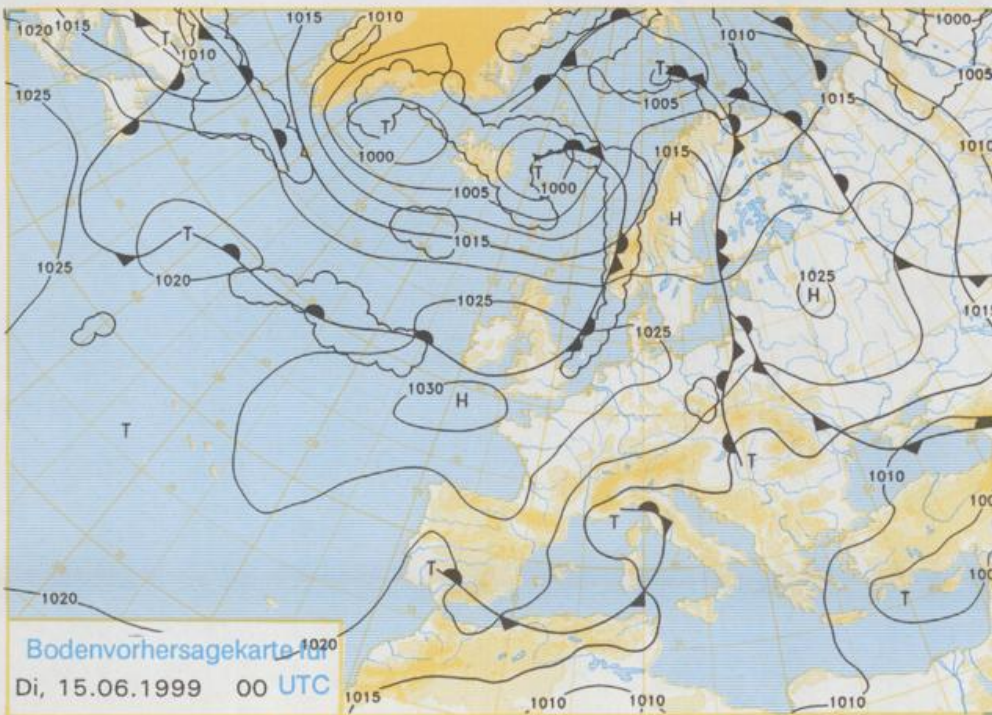 1020 1015 T 1010 1015 1010 1010 1000
1005
T 1005
1025 1015
T 1000 1015 1010
T 1000
1005
H
T 1015
1025 1020 1025 H
1025 1025 1015
1030 H
T
T
1010
T
T T
1020
1020
Bodenvorhersagekarte für
Di, 15.06.1999 00 UTC
1015 1010 1010 1010